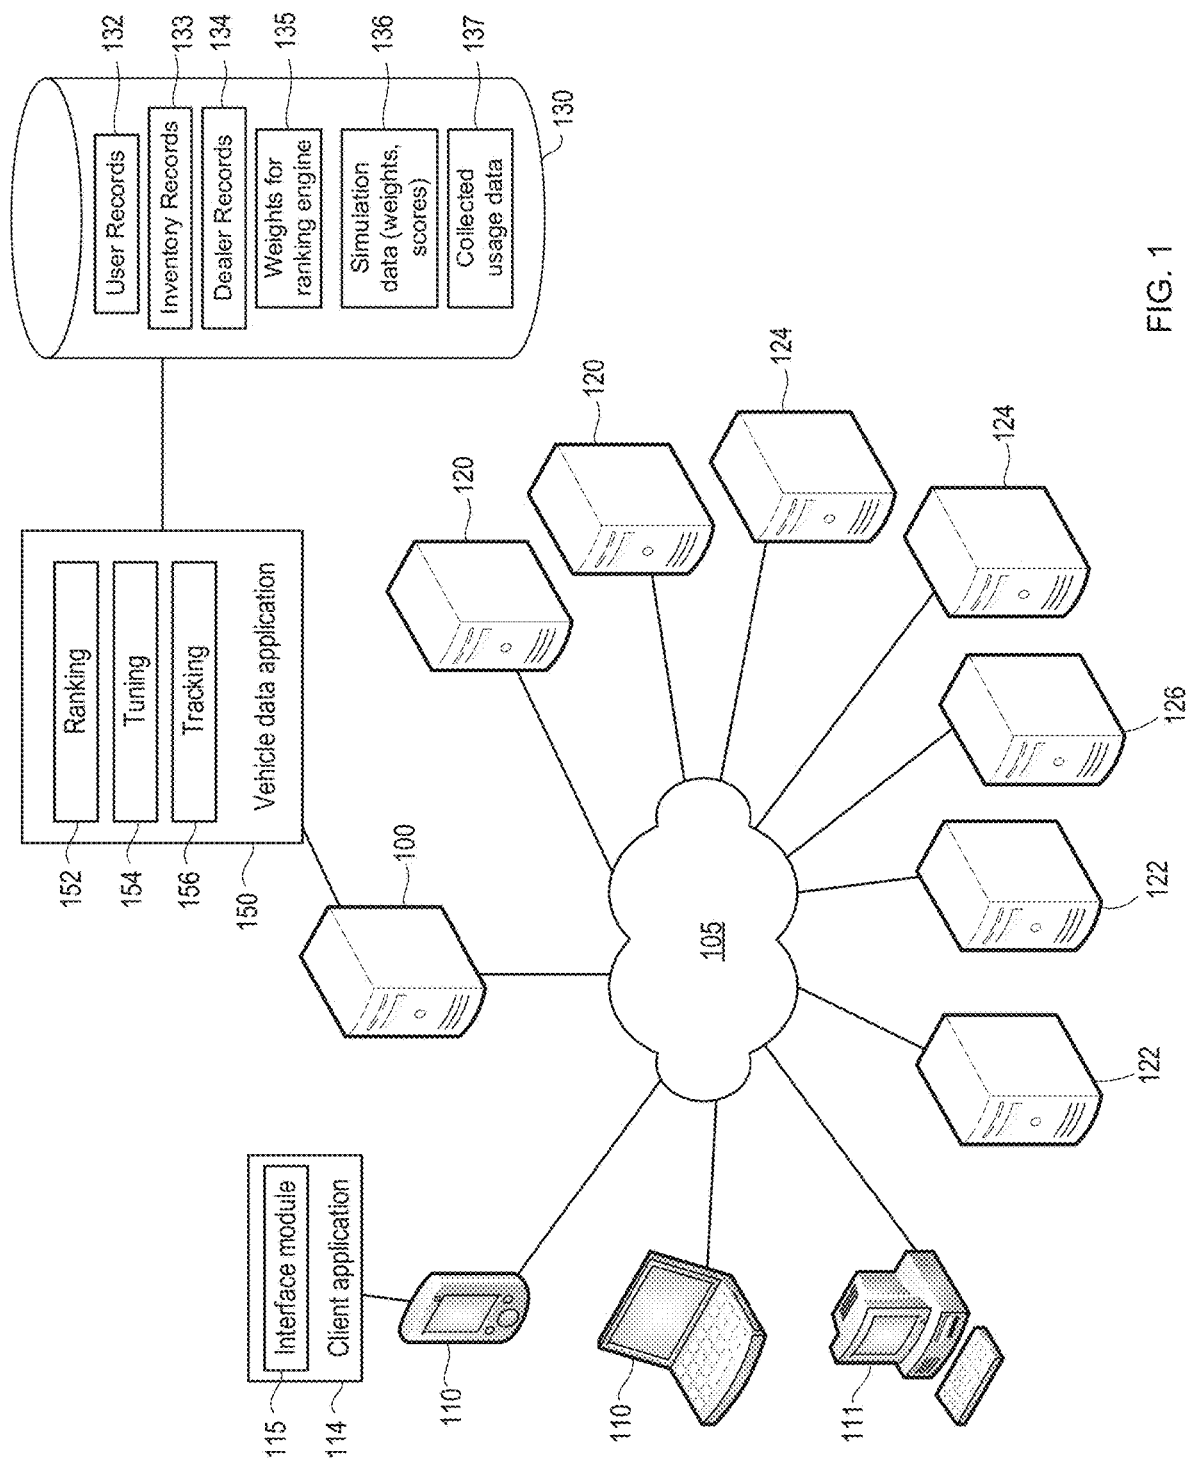 115
Interface module
Client application
114
152
Ranking
154
Tuning
156
Tracking
Vehicle data application
150
User Records
132
Inventory Records
133
Dealer Records
134
Weights for
ranking engine
135
Simulation
data (weights,
scores)
136
Collected
usage data
137
130
110
100
120
120
110
105
124
111
124
122
122
126
FIG. 1